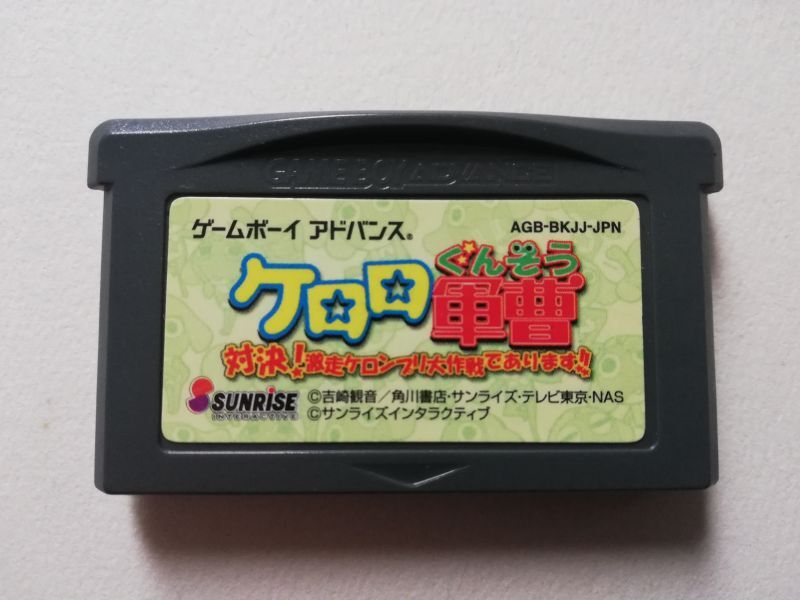 GAME BOY ADVANCE
ゲームボーイ アドバンス® AGB-BKJJ-JPN
ぐんそう
ケロロ軍曹
対決!激走ケロンプリ大作戦であります!!
SUNRISE ©吉崎観音/角川書店・サンライズ・テレビ東京・NAS
INTERACTIVE ©サンライズインタラクティブ